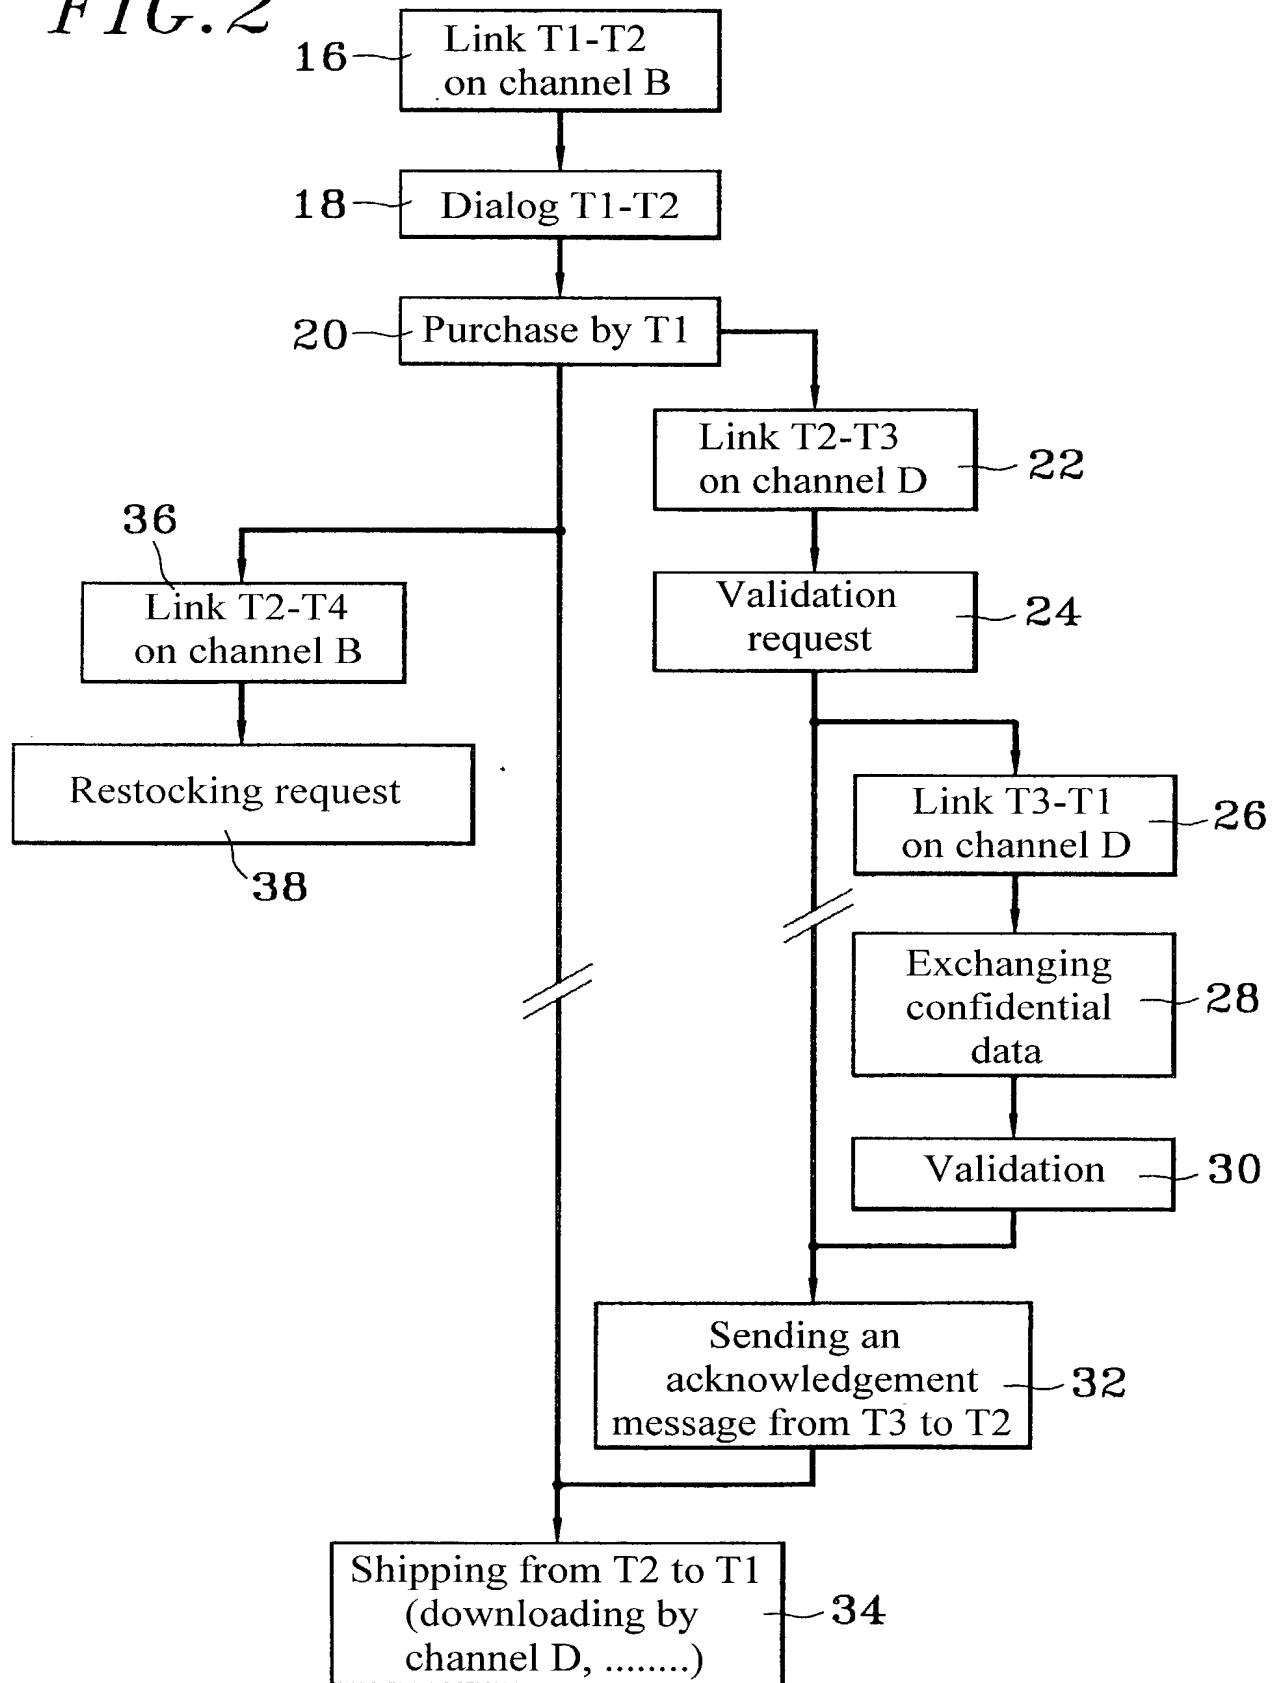 FIG. 2
16
Link T1-T2
on channel B
18
Dialog T1-T2
20
Purchase by T1
Link T2-T3
on channel D
22
36
Link T2-T4
on channel B
Validation
request
24
Restocking request
38
Link T3-T1
on channel D
26
Exchanging
confidential
data
28
Validation
30
Sending an
acknowledgement
message from T3 to T2
32
Shipping from T2 to T1
(downloading by
channel D, ........)
34